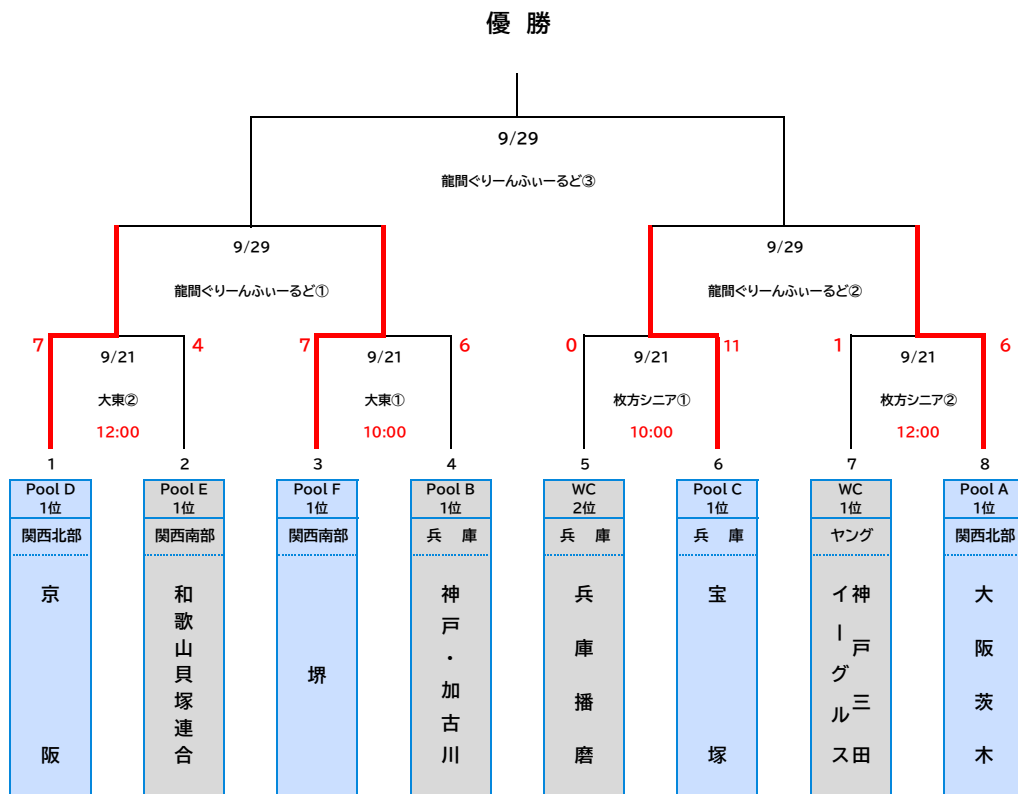 優 勝
9/29
龍間ぐりーんふぃーるど③
9/29
9/29
龍間ぐりーんふぃーるど①
龍間ぐりーんふぃーるど②
7
4
7
6
0
11
1
6
9/21
9/21
9/21
9/21
大東②
大東①
枚方シニア①
枚方シニア②
12:00
10:00
10:00
12:00
1
2
3
4
5
6
7
8
Pool D
1位
関西北部
京阪
Pool E
1位
関西南部
和歌山貝塚連合
Pool F
1位
関西南部
堺
Pool B
1位
兵 庫
神戸・加古川
WC
2位
兵 庫
兵庫播磨
Pool C
1位
兵 庫
宝塚
WC
1位
ヤング
神戸三田
イーグルス
Pool A
1位
関西北部
大阪茨木